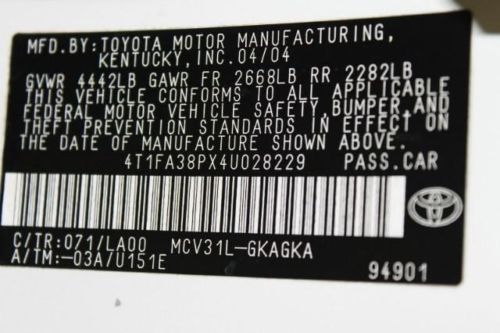 MFD.BY:TOYOTA MOTOR MANUFACTURING,
KENTUCKY, INC.04/04
GVWR 4442LB GAWR FR 2668LB RR 2282LB
THIS VEHICLE CONFORMS TO ALL APPLICABLE
FEDERAL MOTOR VEHICLE SAFETY,BUMPER,AND
THEFT PREVENTION STANDARDS IN EFFECT ON
THE DATE OF MANUFACTURE SHOWN ABOVE.
4T1FA38PX4U028229 PASS.CAR
C/TR:071/LA00 MCV31L-GKAGKA
A/TM:-03A/U151E
94901